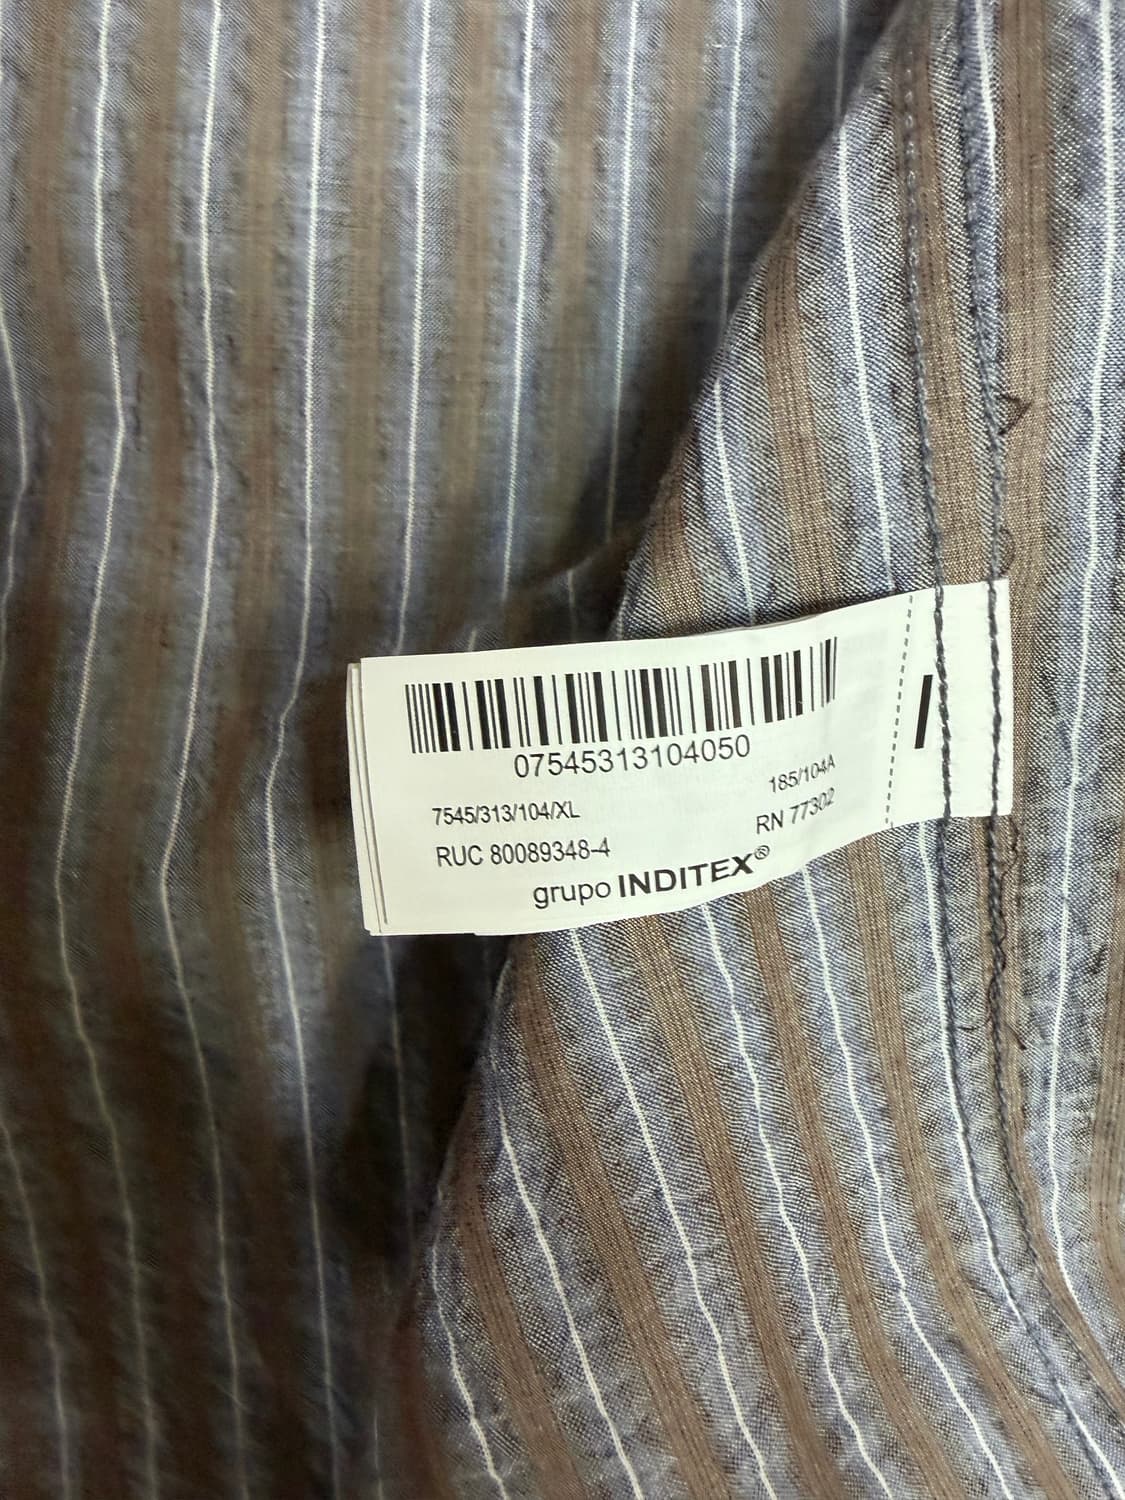 07545313104050
7545/313/104/XL 185/104A
RUC 80089348-4 RN 77302
grupo INDITEX®